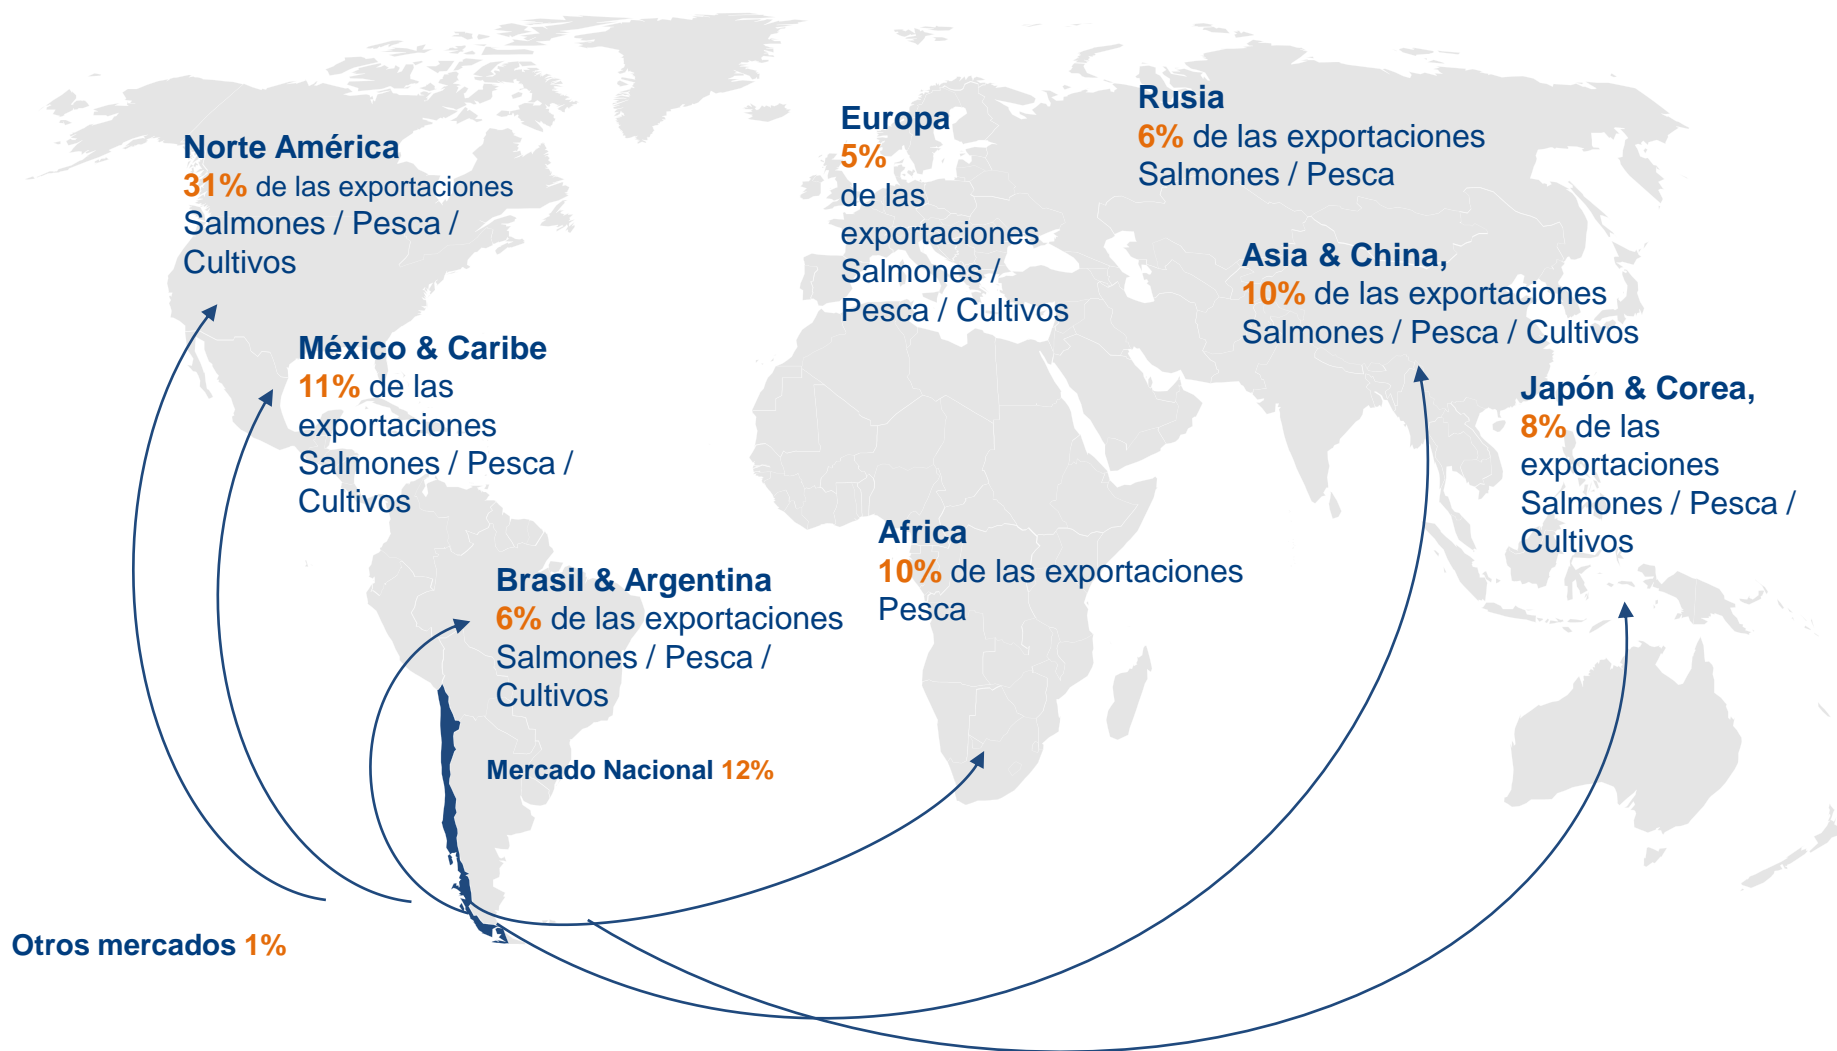 Norte América
31% de las exportaciones
Salmones / Pesca /
Cultivos
México & Caribe
11% de las
exportaciones
Salmones / Pesca /
Cultivos
Brasil & Argentina
6% de las exportaciones
Salmones / Pesca /
Cultivos
Mercado Nacional 12%
Otros mercados 1%
Europa
5%
de las
exportaciones
Salmones /
Pesca / Cultivos
Africa
10% de las exportaciones
Pesca
Rusia
6% de las exportaciones
Salmones / Pesca
Asia & China,
10% de las exportaciones
Salmones / Pesca / Cultivos
Japón & Corea,
8% de las
exportaciones
Salmones / Pesca /
Cultivos